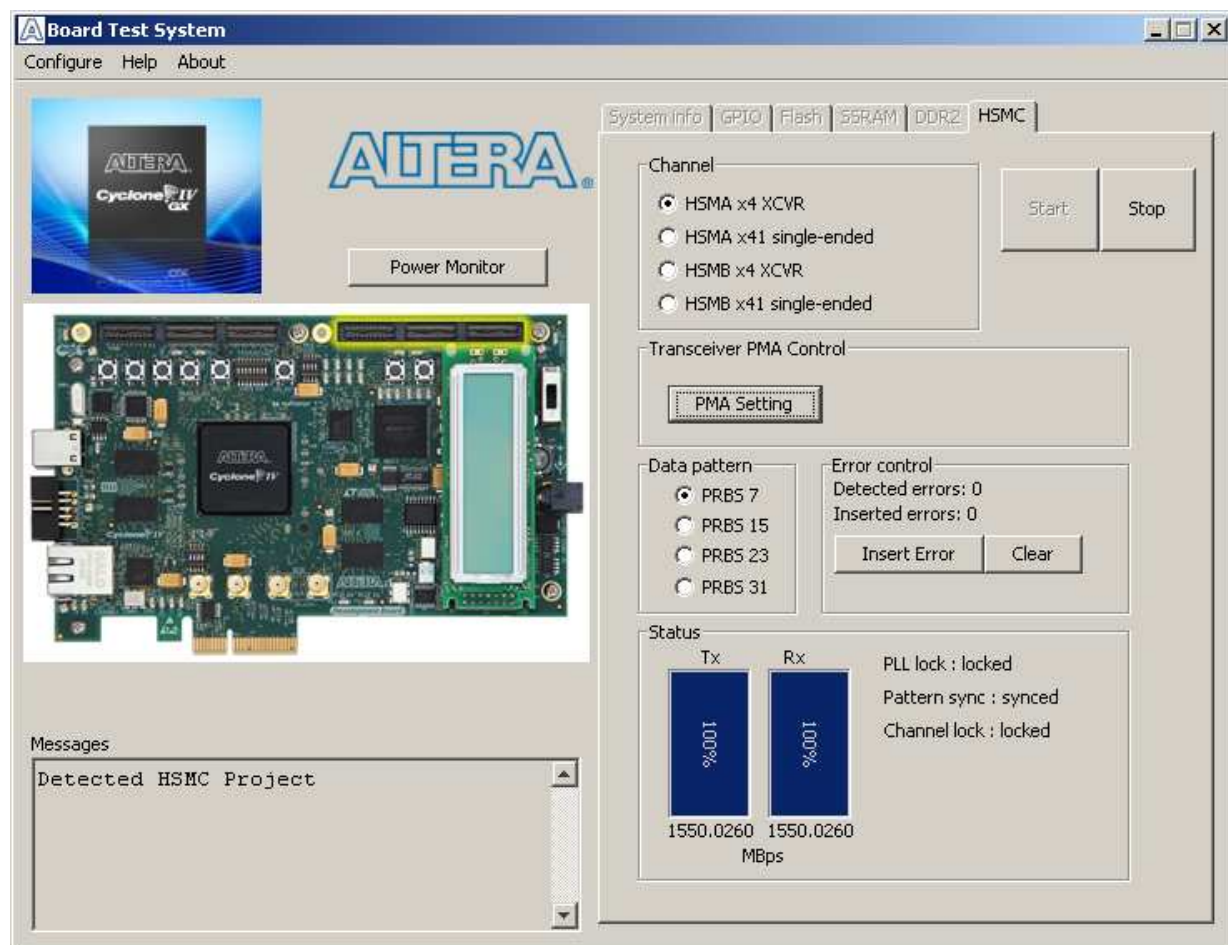 Board Test System
Configure Help About
ALTERA.
Cyclone IV
GX
ALTERA®
Power Monitor
ALTERA
Cyclone IV
Messages
Detected HSMC Project
System Info GPIO Flash SSRAM DDR2 HSMC
Channel
HSMA x4 XCVR
HSMA x41 single-ended
HSMB x4 XCVR
HSMB x41 single-ended
Start Stop
Transceiver PMA Control
PMA Setting
Data pattern
PRBS 7
PRBS 15
PRBS 23
PRBS 31
Error control
Detected errors: 0
Inserted errors: 0
Insert Error Clear
Status
Tx Rx
100% 100%
1550.0260 1550.0260
MBps
PLL lock : locked
Pattern sync : synced
Channel lock : locked